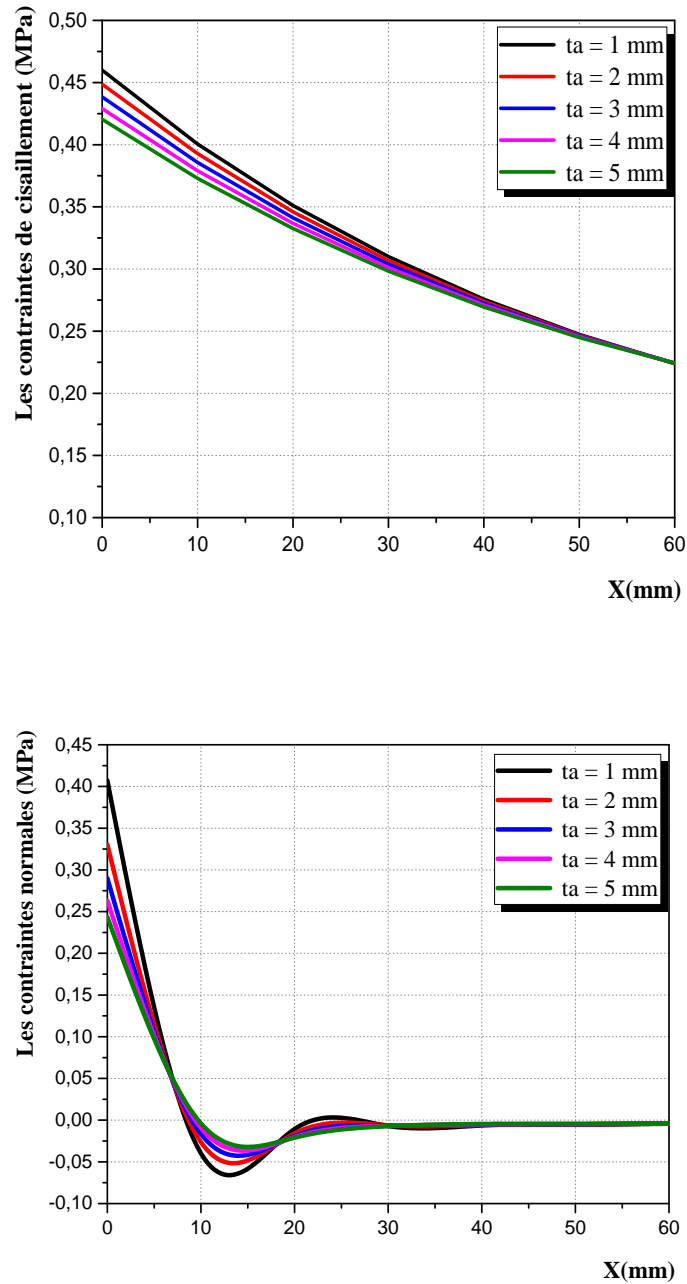 Les contraintes de cisaillement (MPa)
0,50
0,45
0,40
0,35
0,30
0,25
0,20
0,15
0,10
ta = 1 mm
ta = 2 mm
ta = 3 mm
ta = 4 mm
ta = 5 mm
0 10 20 30 40 50 60
X(mm)
Les contraintes normales (MPa)
0,45
0,40
0,35
0,30
0,25
0,20
0,15
0,10
0,05
0,00
-0,05
-0,10
ta = 1 mm
ta = 2 mm
ta = 3 mm
ta = 4 mm
ta = 5 mm
0 10 20 30 40 50 60
X(mm)